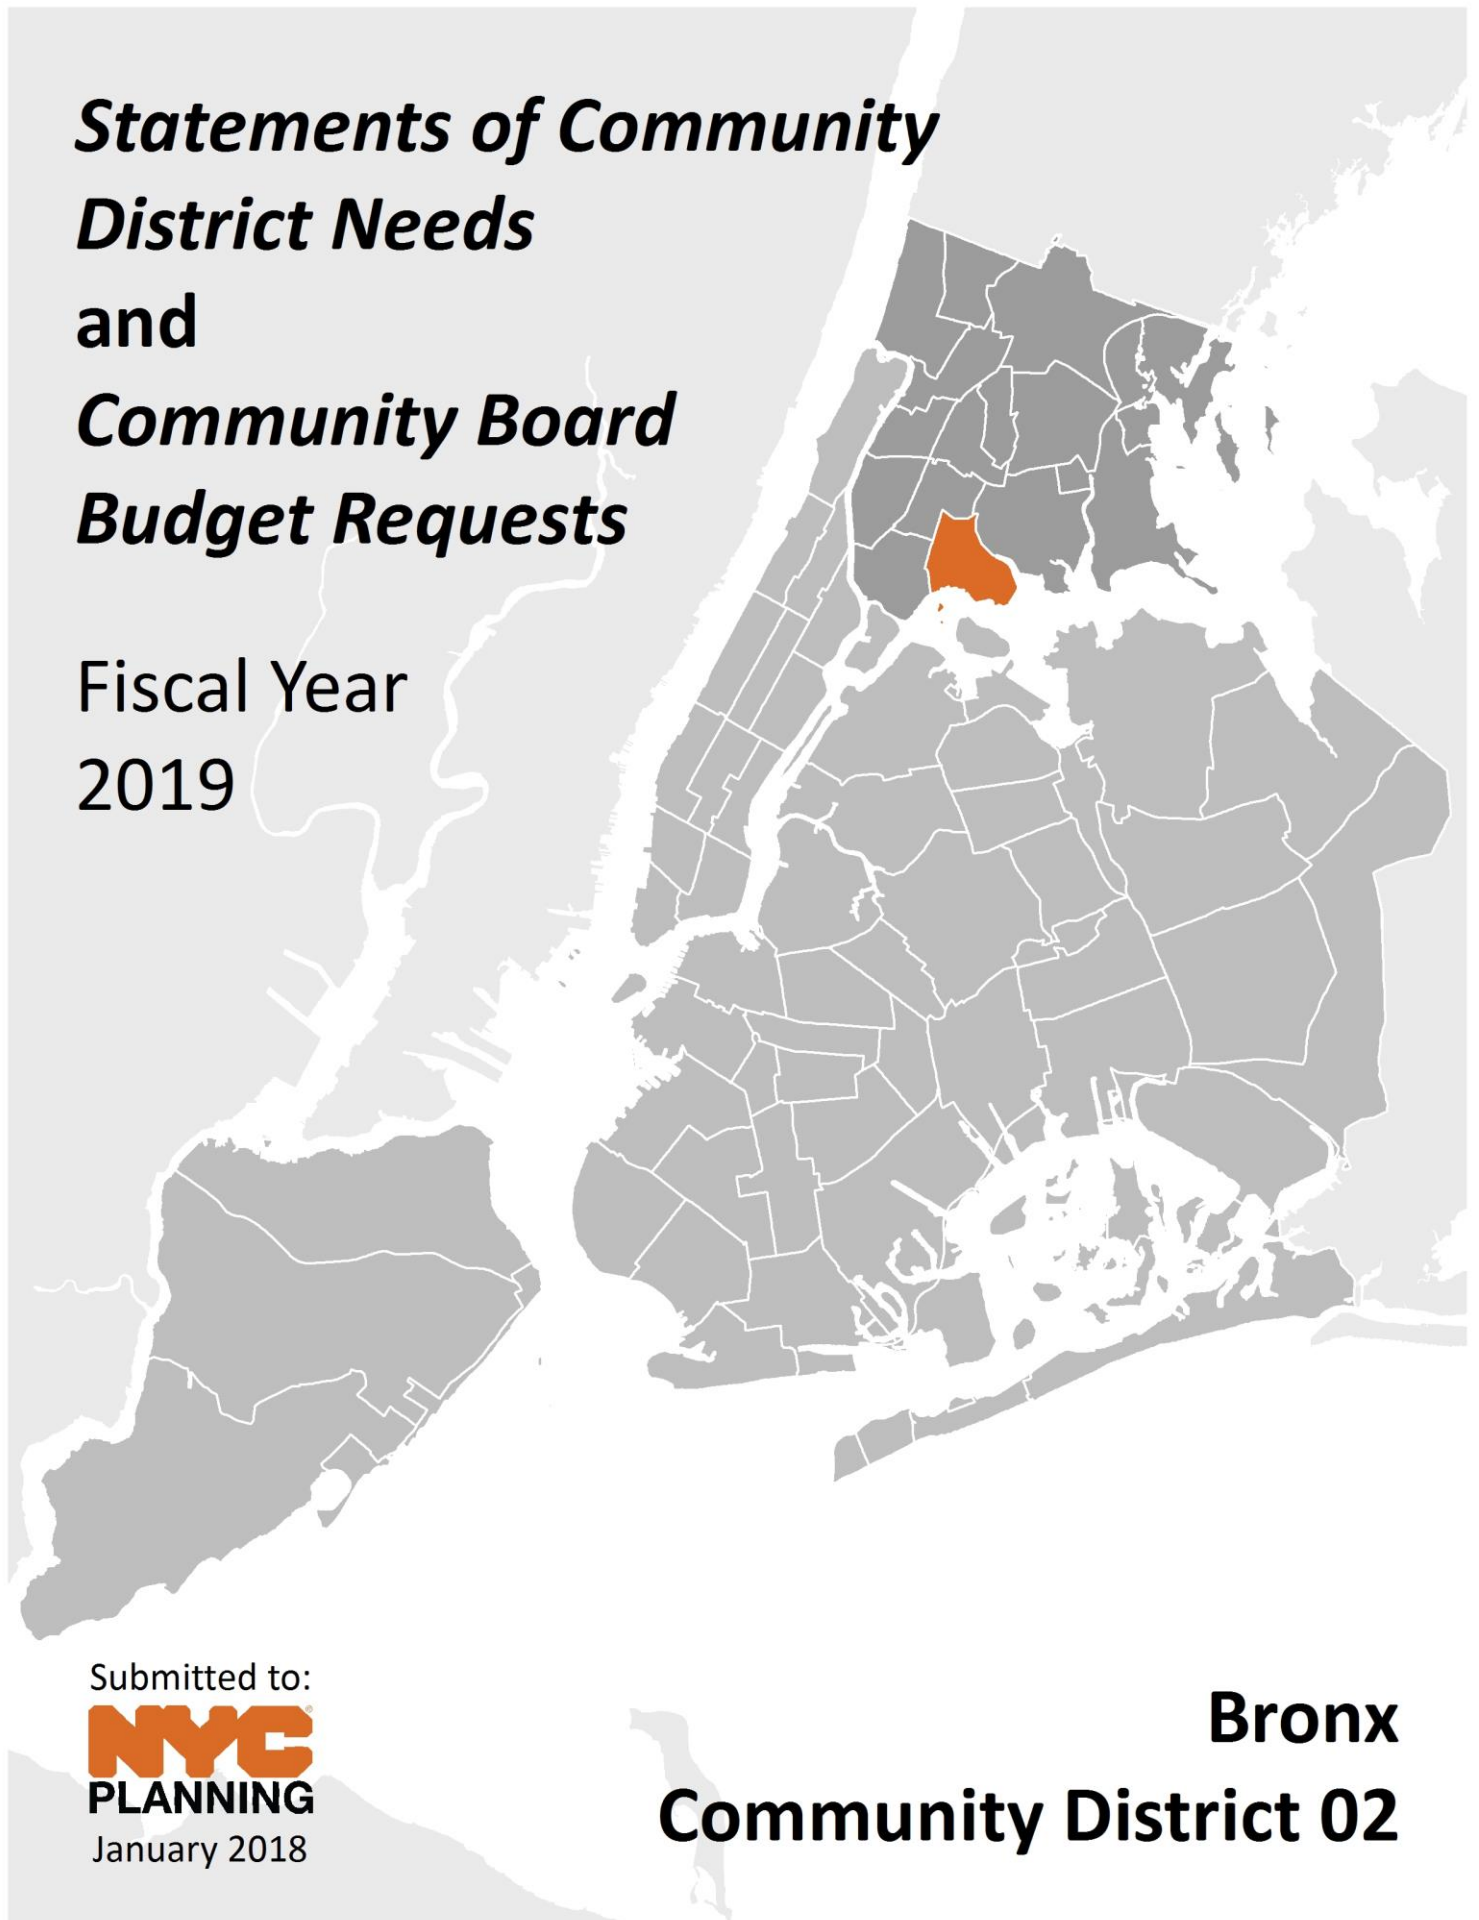 Statements of Community
District Needs
and
Community Board
Budget Requests
Fiscal Year
2019
Submitted to:
NYC®
PLANNING
January 2018
Bronx
Community District 02